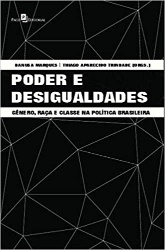 DANUSA MARQUES | THIAGO APARECIDO TRINDADE [ORGS.]
PODER E
DESIGUALDADES
GÊNERO, RAÇA E CLASSE NA POLÍTICA BRASILEIRA